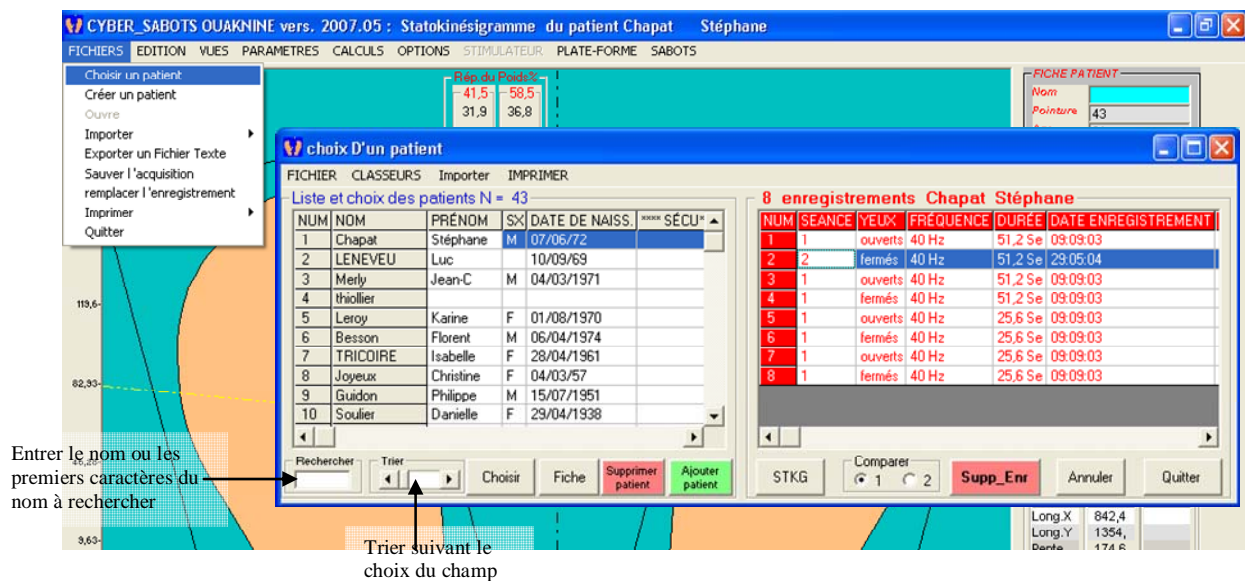 CYBER_SABOTS OUAKNINE vers. 2007.05 : Statokinésigramme du patient Chapat Stéphane
FICHIERS EDITION VUES PARAMETRES CALCULS OPTIONS STIMULATEUR PLATE-FORME SABOTS
Choisir un patient
Créer un patient
Ouvre
Importer
Exporter un Fichier Texte
Sauver l'acquisition
remplacer l'enregistrement
Imprimer
Quitter
Rép.du Poids%
41,5 58,5
31,9 36,8
FICHE PATIENT
Nom
Pointure 43
choix D'un patient
FICHIER CLASSEURS Importer IMPRIMER
Liste et choix des patients N = 43
NUM NOM PRÉNOM SX DATE DE NAISS. **** SÉCU*
1 Chapat Stéphane M 07/06/72
2 LENEVEU Luc 10/09/69
3 Merly Jean-C M 04/03/1971
4 thiollier
5 Leroy Karine F 01/08/1970
6 Besson Florent M 06/04/1974
7 TRICOIRE Isabelle F 28/04/1961
8 Joyeux Christine F 04/03/57
9 Guidon Philippe M 15/07/1951
10 Soulier Danielle F 29/04/1938
Rechercher Trier Choisir Fiche Supprimer patient Ajouter patient
8 enregistrements Chapat Stéphane
NUM SEANCE YEUX FRÉQUENCE DURÉE DATE ENREGISTREMENT
1 1 ouverts 40 Hz 51,2 Se 09:09:03
2 2 fermés 40 Hz 51,2 Se 29:05:04
3 1 ouverts 40 Hz 51,2 Se 09:09:03
4 1 fermés 40 Hz 51,2 Se 09:09:03
5 1 ouverts 40 Hz 25,6 Se 09:09:03
6 1 fermés 40 Hz 25,6 Se 09:09:03
7 1 ouverts 40 Hz 25,6 Se 09:09:03
8 1 fermés 40 Hz 25,6 Se 09:09:03
STKG Comparer 1 2 Supp_Enr Annuler Quitter
119,6
82,93
3,63
Entrer le nom ou les
premiers caractères du
nom à rechercher
Trier suivant le
choix du champ
Long.X 842,4
Long.Y 1354,
Pente 174,6